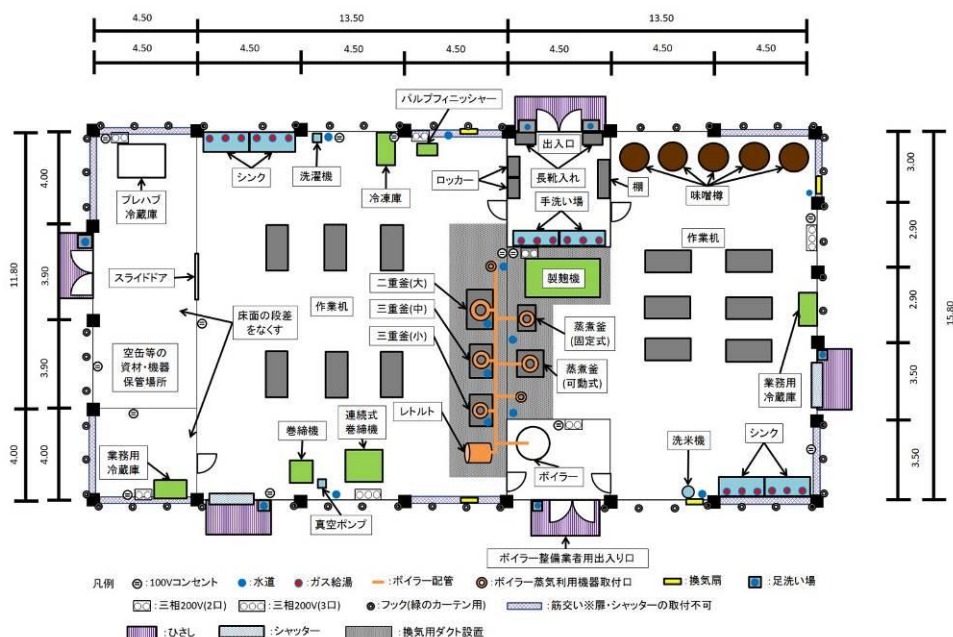 4.50
13.50
13.50
4.50
4.50
4.50
4.50
4.50
4.50
4.50
パルプフィニッシャー
出入口
シンク
洗濯機
冷凍庫
ロッカー
長靴入れ
棚
味噌樽
プレハブ
冷蔵庫
手洗い場
作業机
スライドドア
製麹機
二重釜(大)
作業机
三重釜(中)
蒸煮釜
(固定式)
床面の段差
をなくす
三重釜(小)
蒸煮釜
(可動式)
空缶等の
資材・機器
保管場所
業務用
冷蔵庫
連続式
巻締機
巻締機
レトルト
洗米機
シンク
業務用
冷蔵庫
ボイラー
真空ポンプ
ボイラー整備業者用出入り口
11.80
4.00
3.90
3.90
4.00
4.00
3.00
2.90
2.90
3.50
3.50
15.80
凡例
:100Vコンセント
:水道
:ガス給湯
:ボイラー配管
:ボイラー蒸気利用機器取付口
:換気扇
:足洗い場
:三相200V(2口)
:三相200V(3口)
:フック(緑のカーテン用)
:筋交い※扉・シャッターの取付不可
:ひさし
:シャッター
:換気用ダクト設置